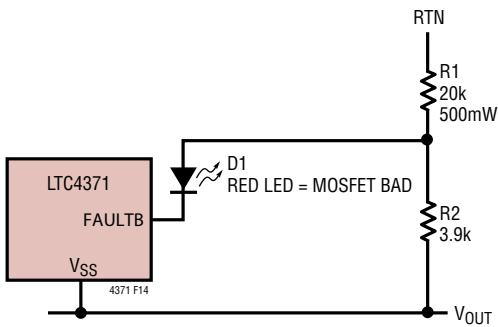 RTN
R1
20k
500mW
D1
RED LED = MOSFET BAD
LTC4371
FAULTB
R2
3.9k
VSS
4371 F14
VOUT